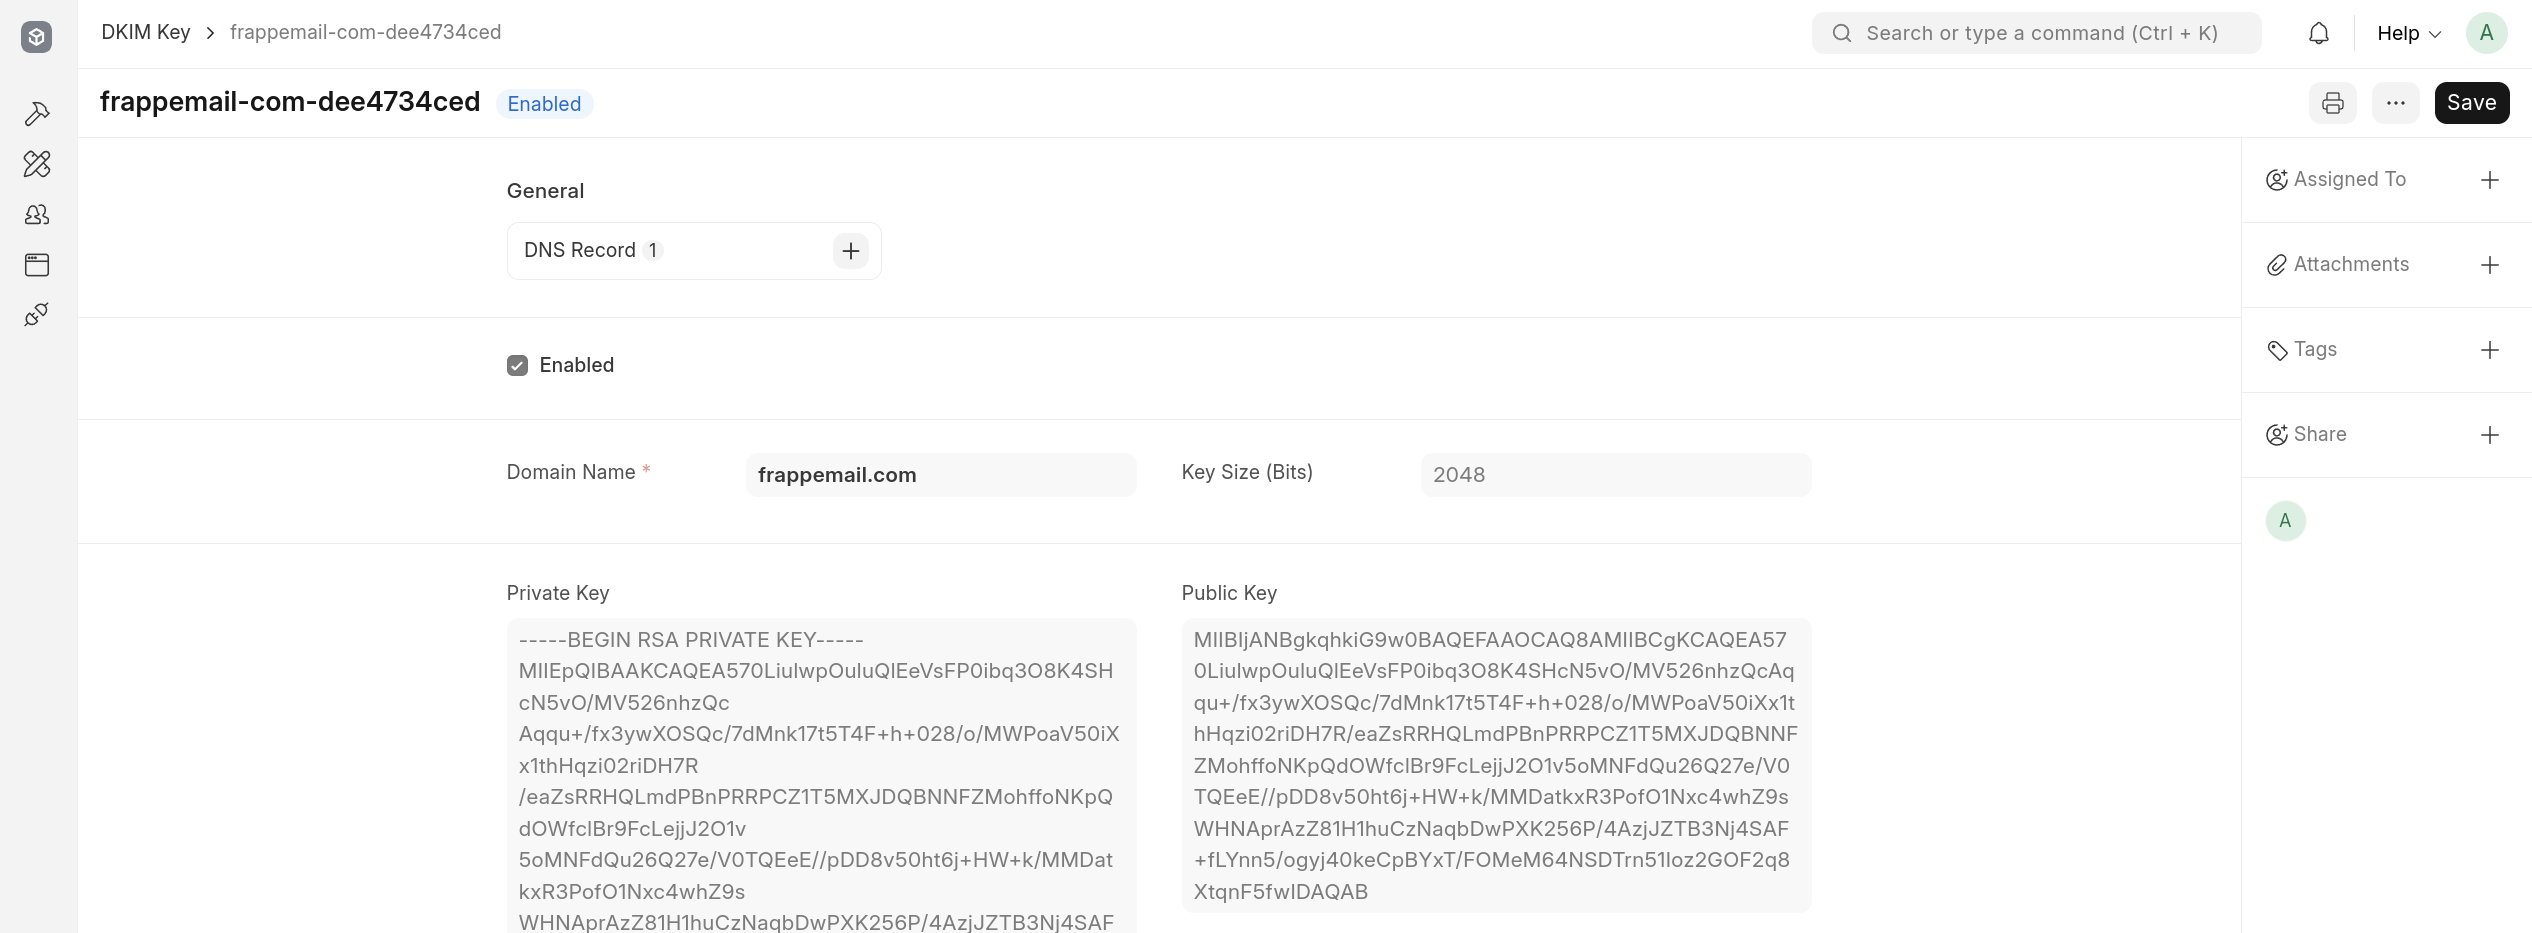 DKIM Key > frappemail-com-dee4734ced
Search or type a command (Ctrl + K)
Help
A
frappemail-com-dee4734ced
Enabled
...
Save
General
DNS Record 1
Enabled
Domain Name *
frappemail.com
Key Size (Bits)
2048
Private Key
-----BEGIN RSA PRIVATE KEY-----
MIIEpQIBAAKCAQEA570LiulwpOuluQlEeVsFP0ibq3O8K4SH
cN5vO/MV526nhzQc
Aqqu+/fx3ywXOSQc/7dMnk17t5T4F+h+028/o/MWPoaV50iX
x1thHqzi02riDH7R
/eaZsRRHQLmdPBnPRRPCZ1T5MXJDQBNNFZMohffoNKpQ
dOWfclBr9FcLejjJ2O1v
5oMNFdQu26Q27e/V0TQEeE//pDD8v50ht6j+HW+k/MMDat
kxR3PofO1Nxc4whZ9s
WHNAprAzZ81H1huCzNaqbDwPXK256P/4AzjJZTB3Nj4SAF
Public Key
MIIBIjANBgkqhkiG9w0BAQEFAAOCAQ8AMIIBCgKCAQEA57
0LiulwpOuluQlEeVsFP0ibq3O8K4SHcN5vO/MV526nhzQcAq
qu+/fx3ywXOSQc/7dMnk17t5T4F+h+028/o/MWPoaV50iXx1t
hHqzi02riDH7R/eaZsRRHQLmdPBnPRRPCZ1T5MXJDQBNNF
ZMohffoNKpQdOWfclBr9FcLejjJ2O1v5oMNFdQu26Q27e/V0
TQEeE//pDD8v50ht6j+HW+k/MMDatkxR3PofO1Nxc4whZ9s
WHNAprAzZ81H1huCzNaqbDwPXK256P/4AzjJZTB3Nj4SAF
+fLYnn5/ogyj40keCpBYxT/FOMeM64NSDTrn51loz2GOF2q8
XtqnF5fwIDAQAB
Assigned To
Attachments
Tags
Share
A